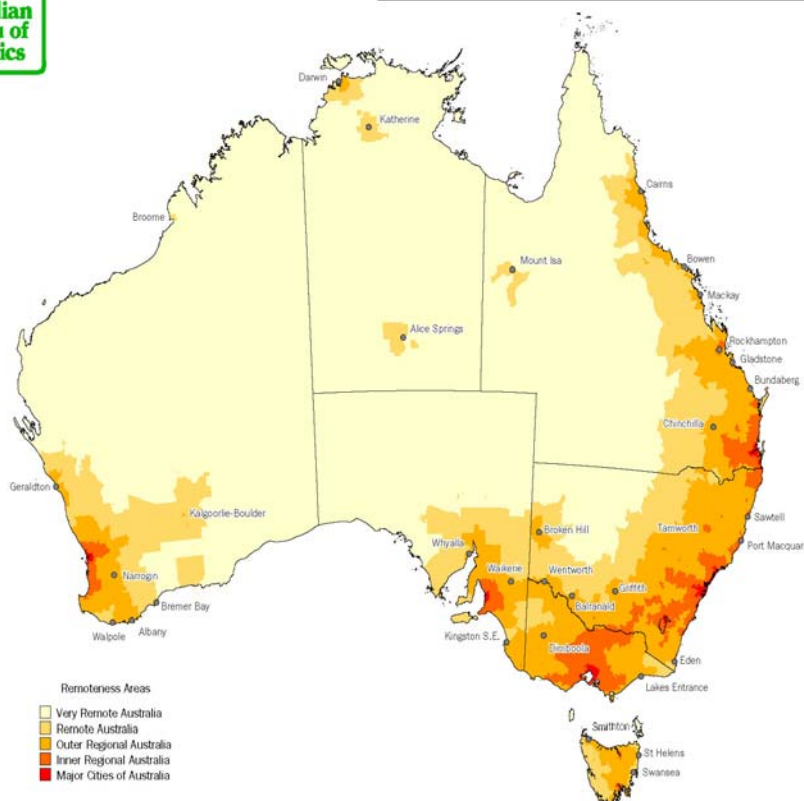 lian
u of
tics
Darwin
Katherine
Cairns
Broome
Mount Isa
Bowen
Mackay
Alice Springs
Rockhampton
Gladstone
Bundaberg
Chinchilla
Geraldton
Kalgoorlie-Boulder
Broken Hill
Tamworth
Sawtell
Whyalla
Port Macquar
Waikerie
Wentworth
Narrogin
Griffith
Balranald
Bremer Bay
Walpole
Albany
Kingston S.E.
Dimboola
Eden
Lakes Entrance
Remoteness Areas
Very Remote Australia
Remote Australia
Outer Regional Australia
Inner Regional Australia
Major Cities of Australia
Smithton
St Helens
Swansea